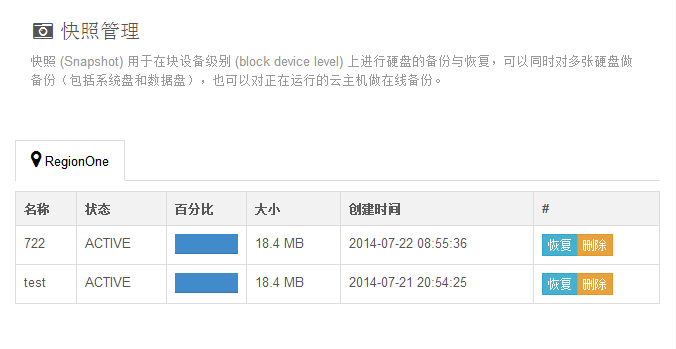 快照管理
快照 (Snapshot) 用于在块设备级别 (block device level) 上进行硬盘的备份与恢复，可以同时对多张硬盘做
备份（包括系统盘和数据盘），也可以对正在运行的云主机做在线备份。
RegionOne
名称 状态 百分比 大小 创建时间 #
722 ACTIVE 18.4 MB 2014-07-22 08:55:36 恢复 删除
test ACTIVE 18.4 MB 2014-07-21 20:54:25 恢复 删除